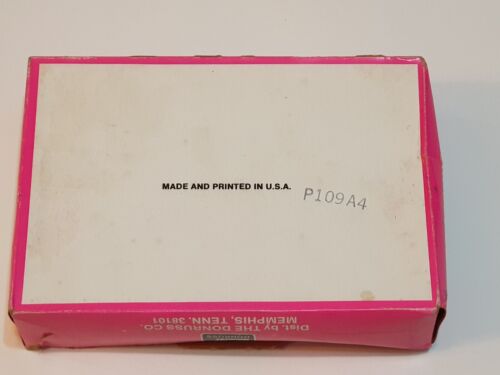 MADE AND PRINTED IN U.S.A.
P109A4
Dist. by THE DONRUSS CO.
MEMPHIS, TENN. 38101